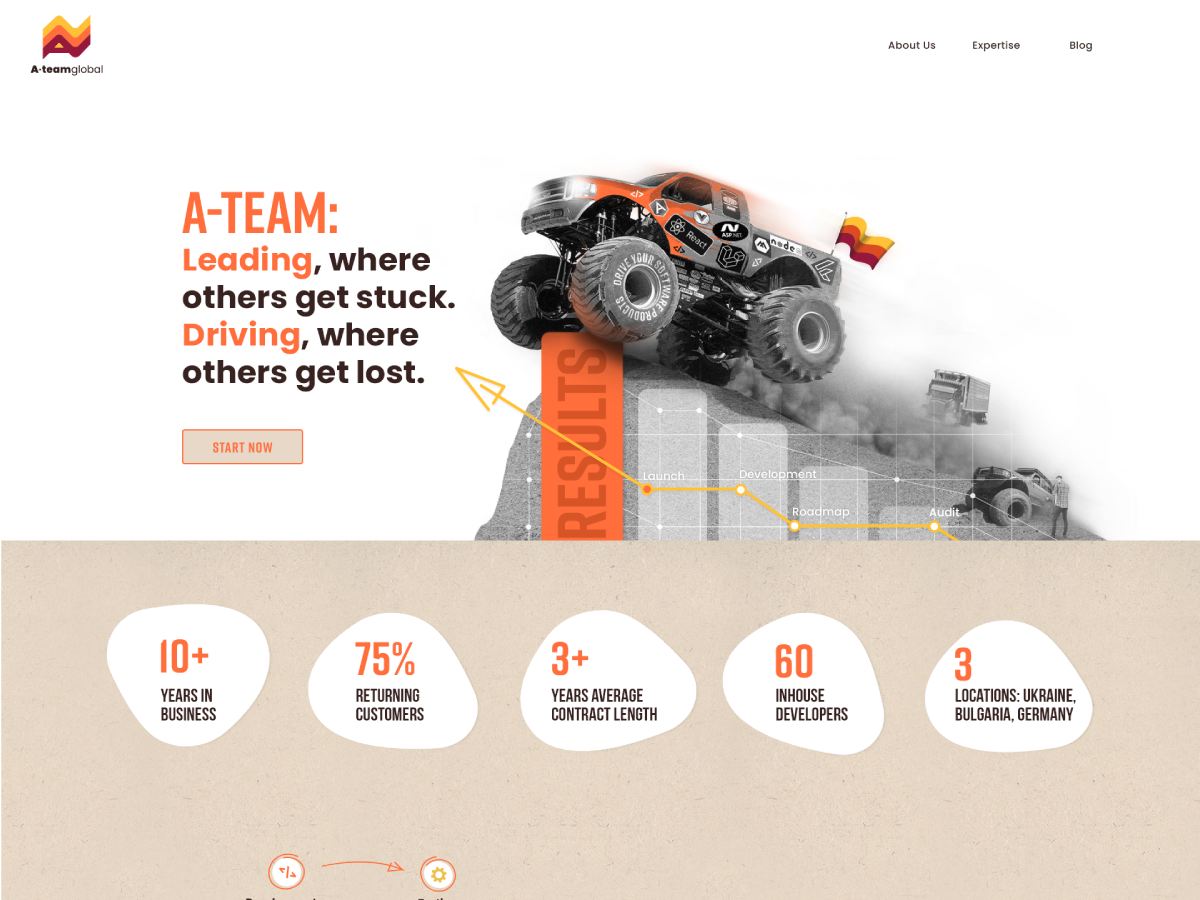 A·teamglobal
About Us
Expertise
Blog
A-TEAM:
Leading, where
others get stuck.
Driving, where
others get lost.
START NOW
React
ASP.NET
node
DRIVE YOUR SOFTWARE PRODUCTS
RESULTS
Launch
Development
Roadmap
Audit
10+
YEARS IN
BUSINESS
75%
RETURNING
CUSTOMERS
3+
YEARS AVERAGE
CONTRACT LENGTH
60
INHOUSE
DEVELOPERS
3
LOCATIONS: UKRAINE,
BULGARIA, GERMANY